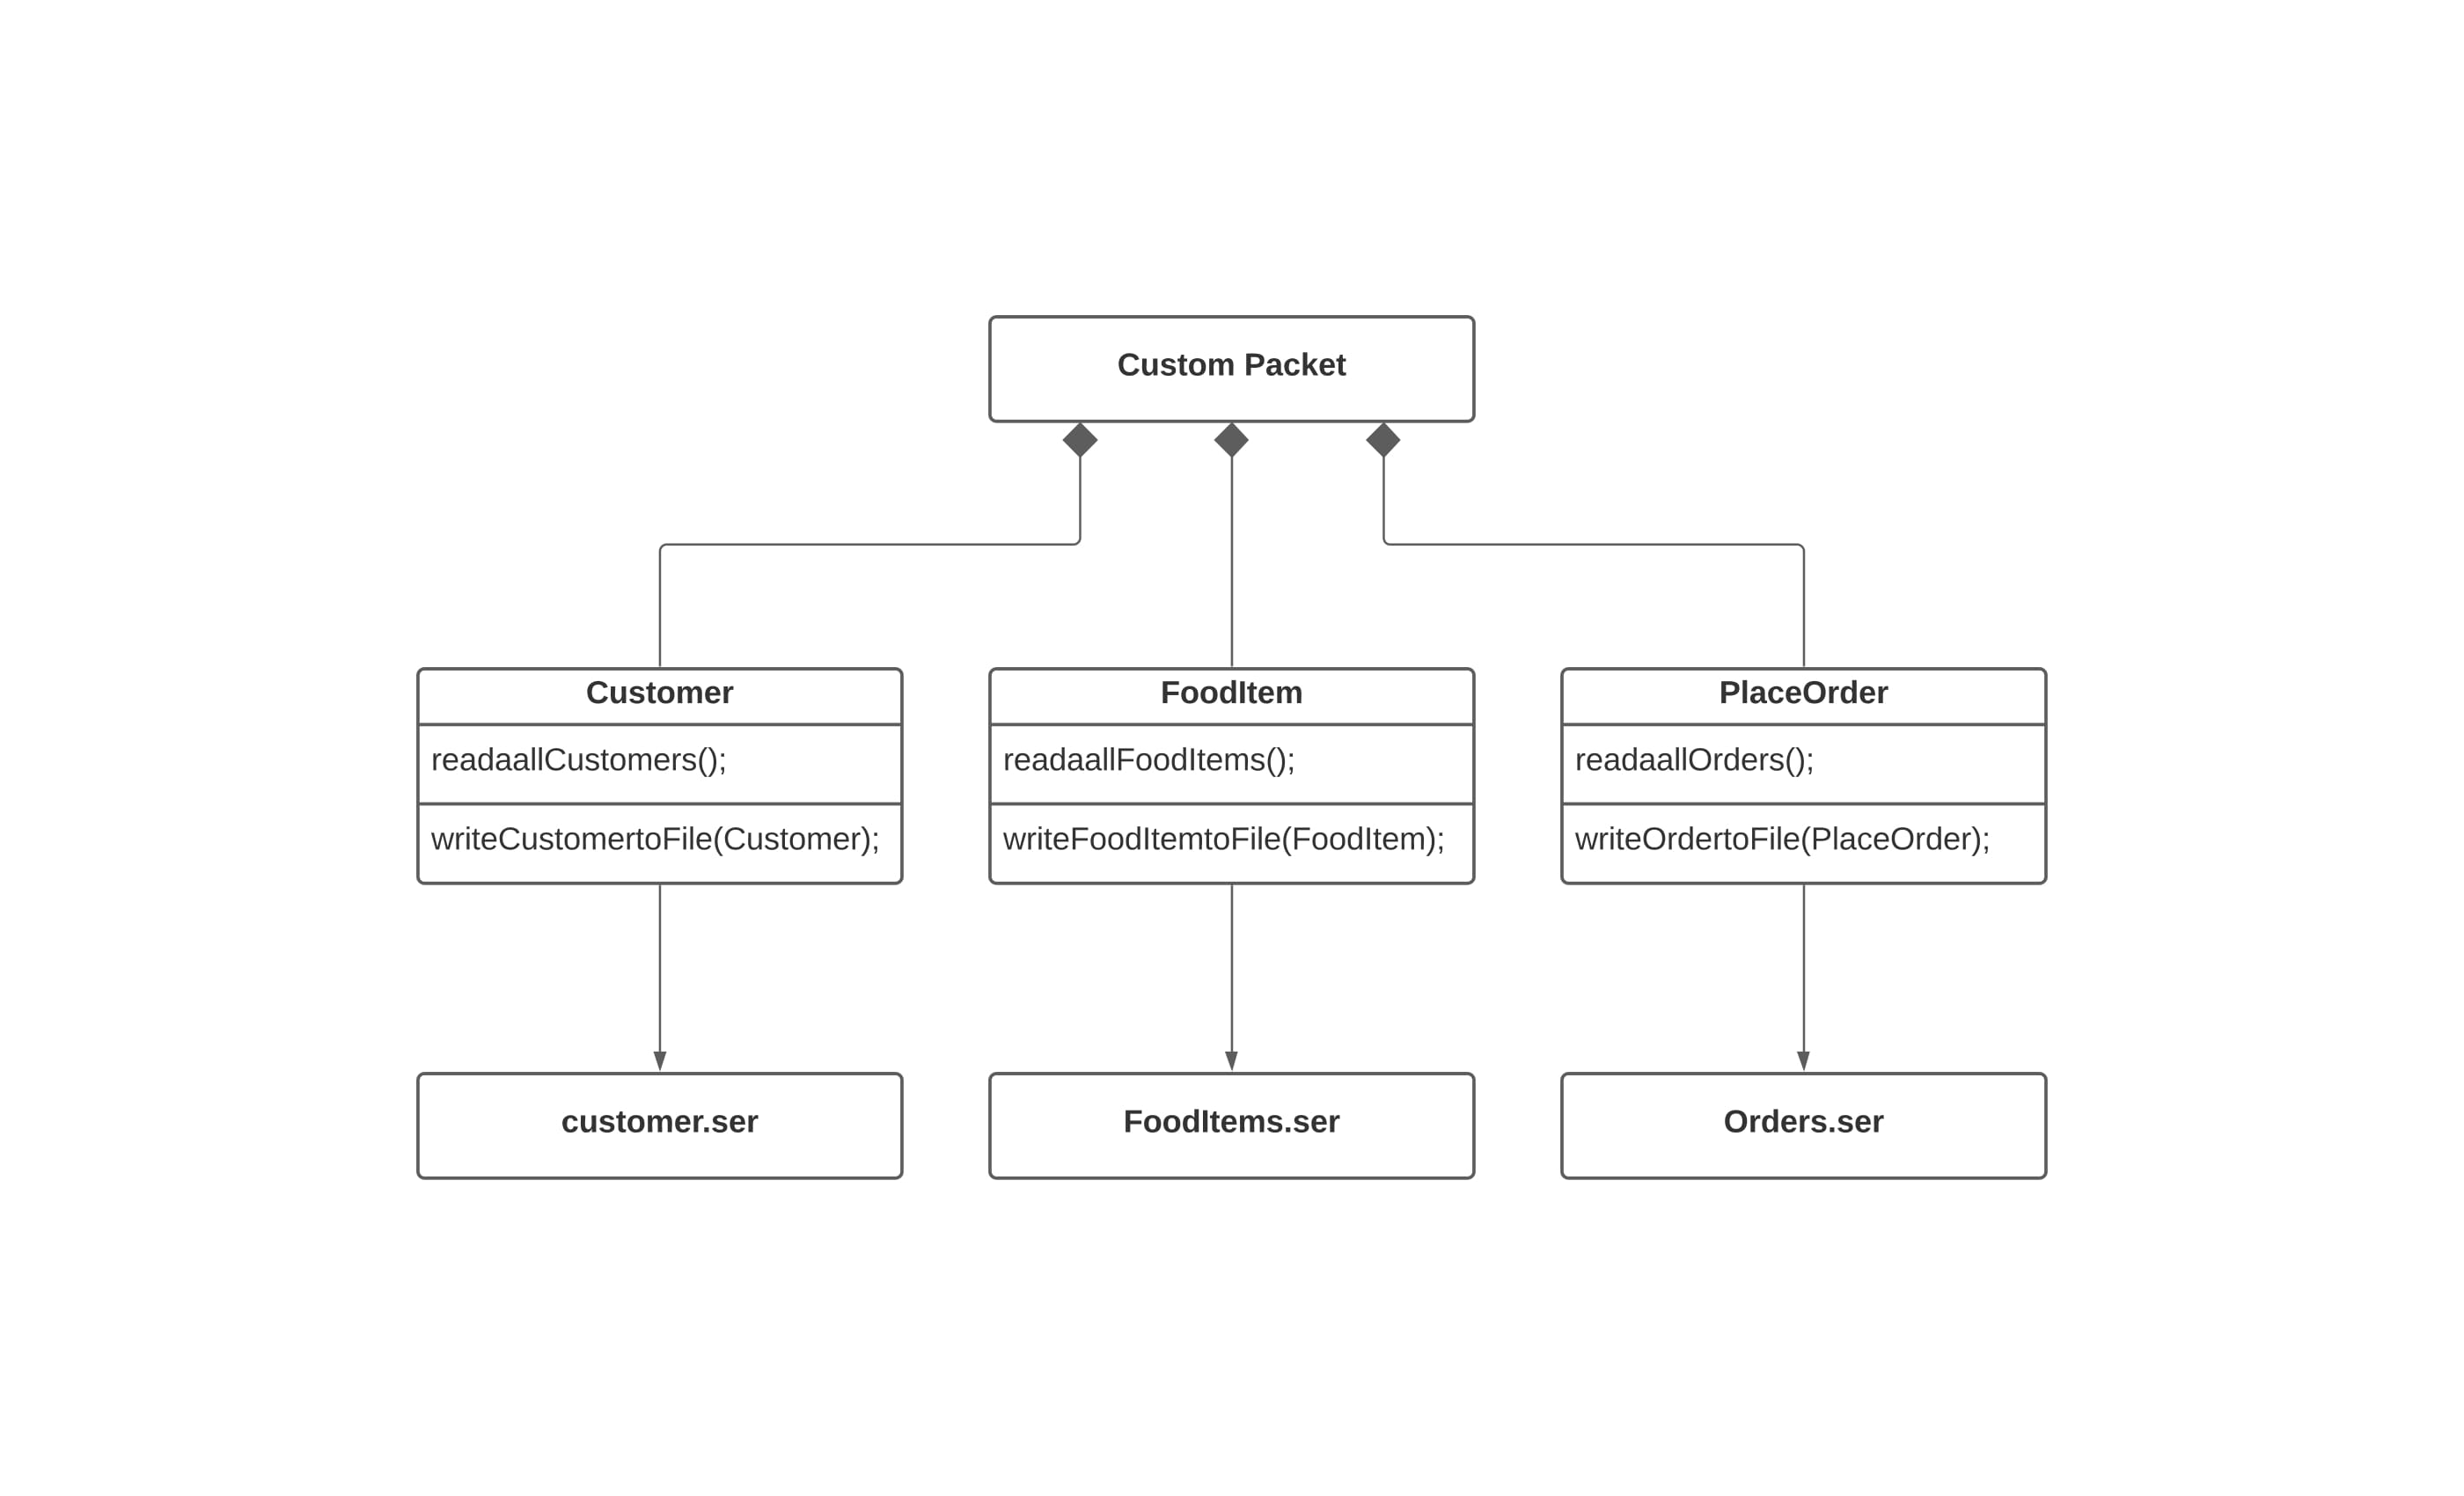 Custom Packet
Customer
readaallCustomers();
writeCustomertoFile(Customer);
FoodItem
readaallFoodItems();
writeFoodItemtoFile(FoodItem);
PlaceOrder
readaallOrders();
writeOrdertoFile(PlaceOrder);
customer.ser
FoodItems.ser
Orders.ser